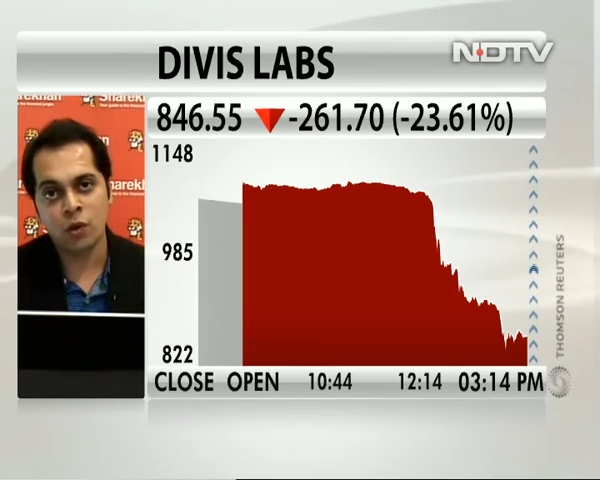 DIVIS LABS
NDTV
846.55 -261.70 (-23.61%)
1148
985
822
CLOSE OPEN 10:44 12:14 03:14 PM
THOMSON REUTERS
Sharekhan